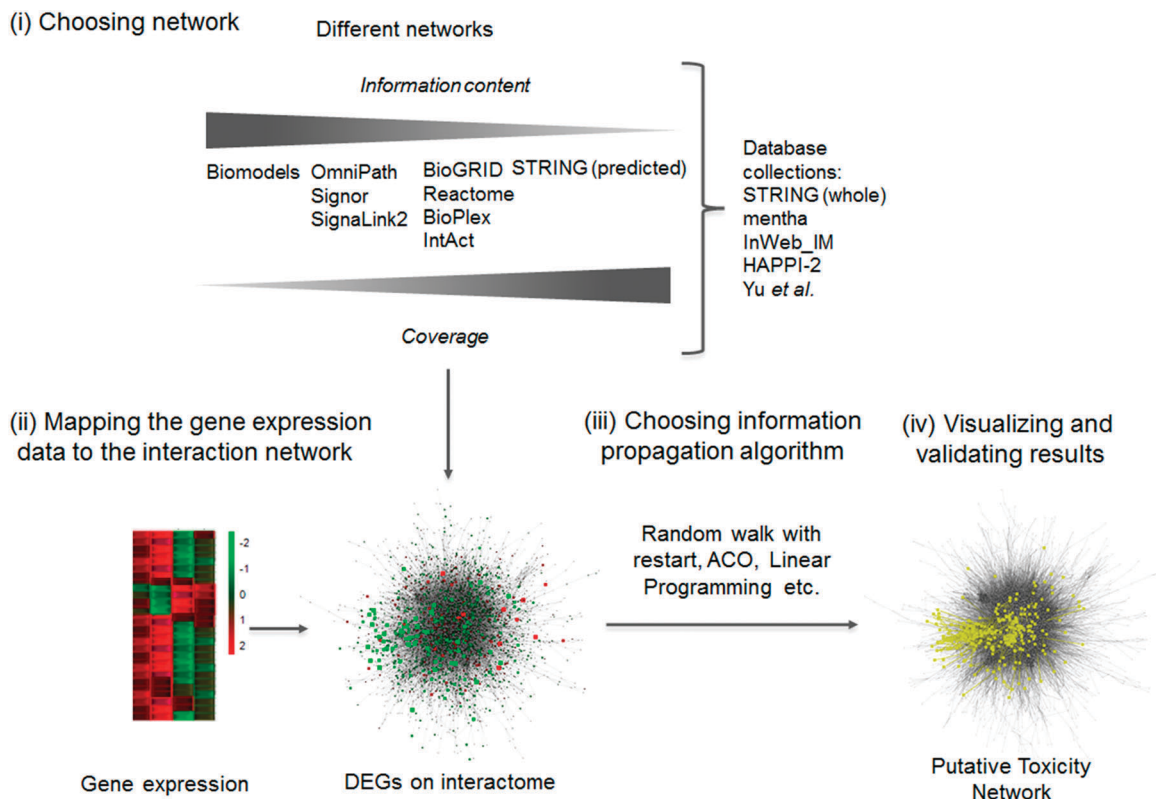 (i) Choosing network
Different networks
Information content
Biomodels
OmniPath
Signor
SignaLink2
BioGRID
Reactome
BioPlex
IntAct
STRING (predicted)
Coverage
Database
collections:
STRING (whole)
mentha
InWeb_IM
HAPPI-2
Yu et al.
(ii) Mapping the gene expression
data to the interaction network
-2
-1
0
1
2
Gene expression
DEGs on interactome
(iii) Choosing information
propagation algorithm
Random walk with
restart, ACO, Linear
Programming etc.
(iv) Visualizing and
validating results
Putative Toxicity
Network